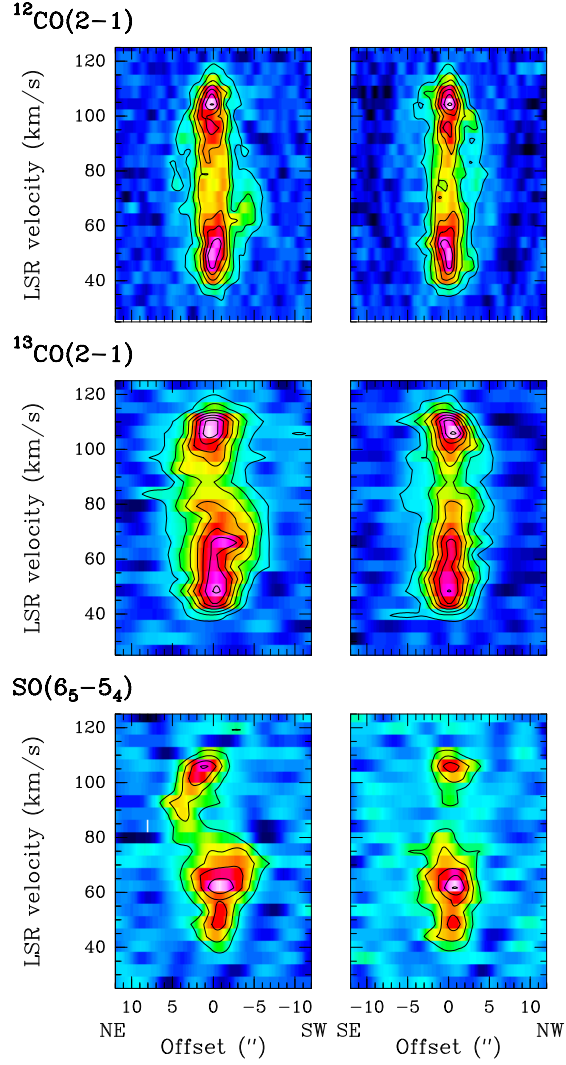 ¹²CO(2−1)
LSR velocity (km/s)
120
100
80
60
40
¹³CO(2−1)
LSR velocity (km/s)
120
100
80
60
40
SO(6₅−5₄)
LSR velocity (km/s)
120
100
80
60
40
10 5 0 −5 −10 −10 −5 0 5 10
NE SW SE NW
Offset (″) Offset (″)